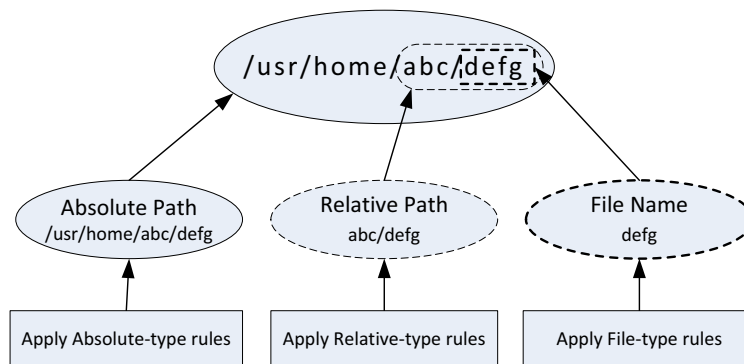 /usr/home/abc/defg
Absolute Path
/usr/home/abc/defg
Relative Path
abc/defg
File Name
defg
Apply Absolute-type rules
Apply Relative-type rules
Apply File-type rules